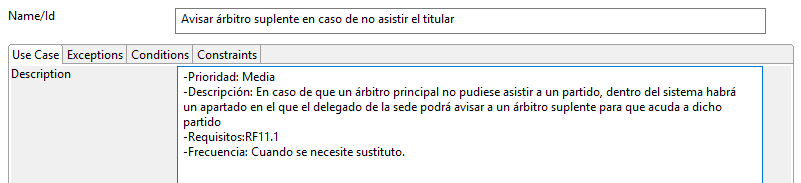 Name/Id
Avisar árbitro suplente en caso de no asistir el titular
Use Case Exceptions Conditions Constraints
Description
-Prioridad: Media
-Descripción: En caso de que un árbitro principal no pudiese asistir a un partido, dentro del sistema habrá
un apartado en el que el delegado de la sede podrá avisar a un árbitro suplente para que acuda a dicho
partido
-Requisitos:RF11.1
-Frecuencia: Cuando se necesite sustituto.